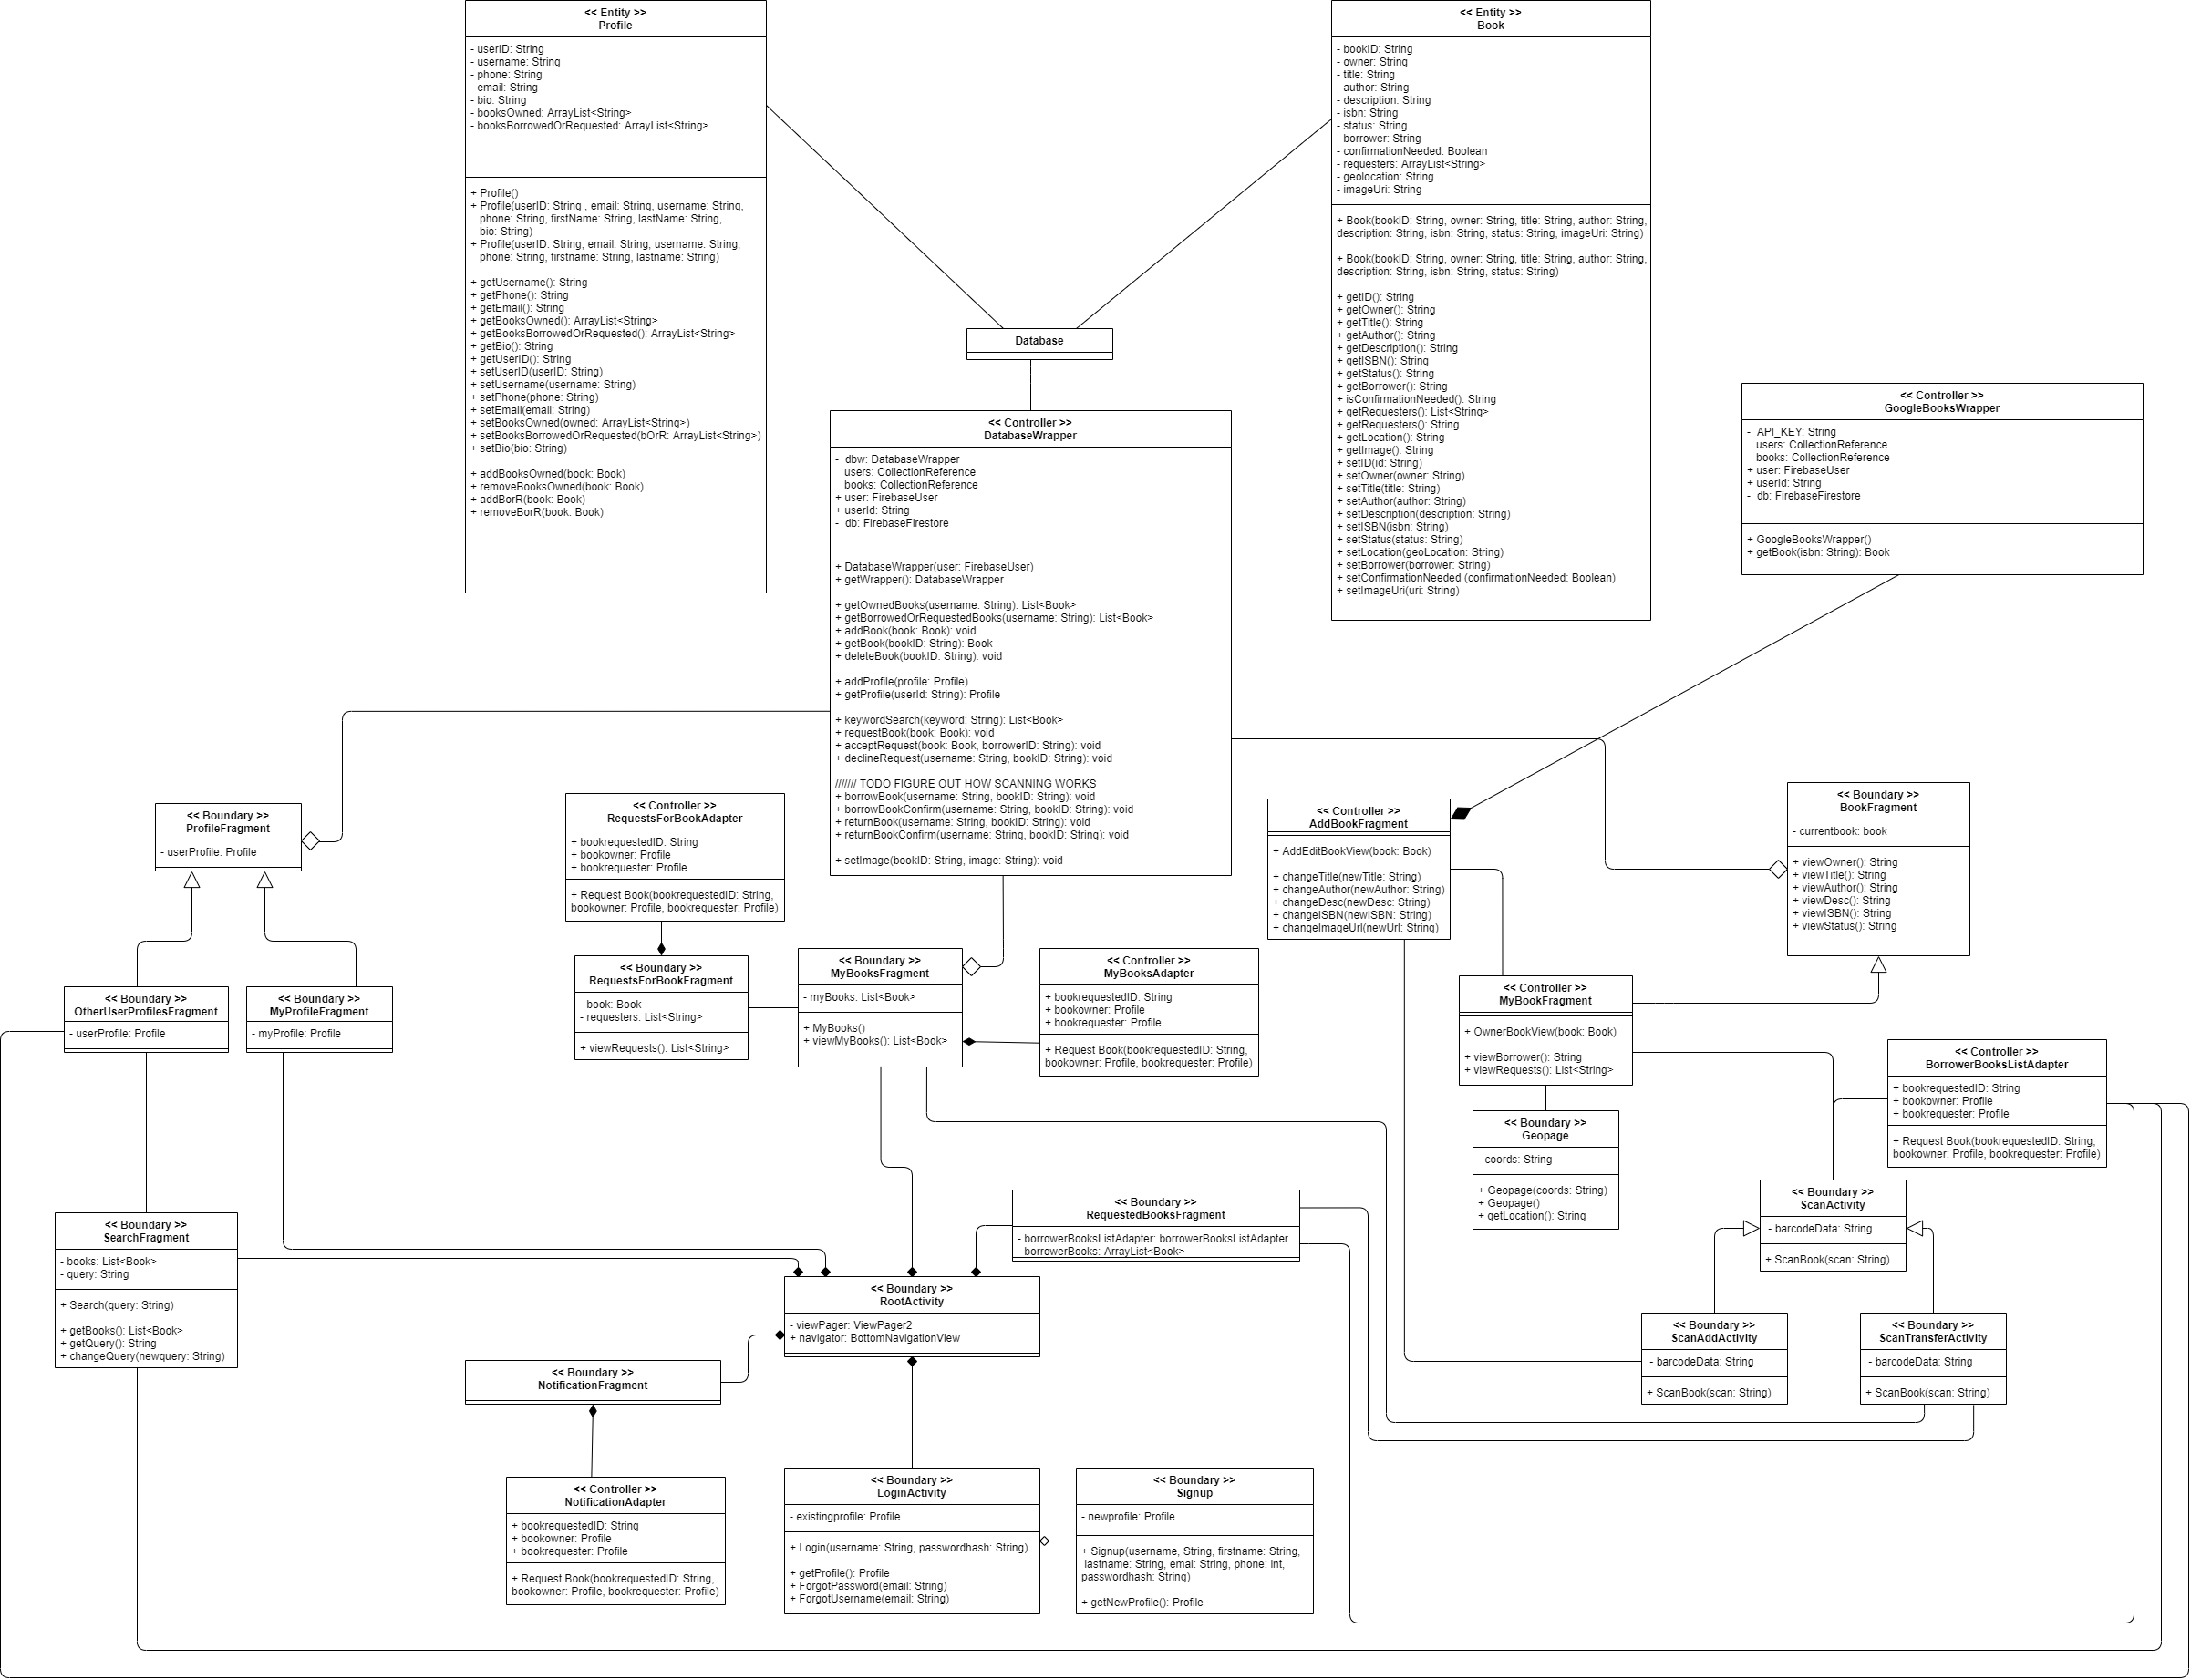 << Entity >>
Profile
- userID: String
- username: String
- phone: String
- email: String
- bio: String
- booksOwned: ArrayList<String>
- booksBorrowedOrRequested: ArrayList<String>
+ Profile()
+ Profile(userID: String , email: String, username: String,
phone: String, firstName: String, lastName: String,
bio: String)
+ Profile(userID: String, email: String, username: String,
phone: String, firstname: String, lastname: String)
+ getUsername(): String
+ getPhone(): String
+ getEmail(): String
+ getBooksOwned(): ArrayList<String>
+ getBooksBorrowedOrRequested(): ArrayList<String>
+ getBio(): String
+ getUserID(): String
+ setUserID(userID: String)
+ setUsername(username: String)
+ setPhone(phone: String)
+ setEmail(email: String)
+ setBooksOwned(owned: ArrayList<String>)
+ setBooksBorrowedOrRequested(bOrR: ArrayList<String>)
+ setBio(bio: String)
+ addBooksOwned(book: Book)
+ removeBooksOwned(book: Book)
+ addBorR(book: Book)
+ removeBorR(book: Book)
<< Entity >>
Book
- bookID: String
- owner: String
- title: String
- author: String
- description: String
- isbn: String
- status: String
- borrower: String
- confirmationNeeded: Boolean
- requesters: ArrayList<String>
- geolocation: String
- imageUri: String
+ Book(bookID: String, owner: String, title: String, author: String,
description: String, isbn: String, status: String, imageUri: String)
+ Book(bookID: String, owner: String, title: String, author: String,
description: String, isbn: String, status: String)
+ getID(): String
+ getOwner(): String
+ getTitle(): String
+ getAuthor(): String
+ getDescription(): String
+ getISBN(): String
+ getStatus(): String
+ getBorrower(): String
+ isConfirmationNeeded(): String
+ getRequesters(): List<String>
+ getRequesters(): String
+ getLocation(): String
+ getImage(): String
+ setID(id: String)
+ setOwner(owner: String)
+ setTitle(title: String)
+ setAuthor(author: String)
+ setDescription(description: String)
+ setISBN(isbn: String)
+ setStatus(status: String)
+ setLocation(geoLocation: String)
+ setBorrower(borrower: String)
+ setConfirmationNeeded (confirmationNeeded: Boolean)
+ setImageUri(uri: String)
Database
<< Controller >>
DatabaseWrapper
- dbw: DatabaseWrapper
users: CollectionReference
books: CollectionReference
+ user: FirebaseUser
+ userId: String
- db: FirebaseFirestore
+ DatabaseWrapper(user: FirebaseUser)
+ getWrapper(): DatabaseWrapper
+ getOwnedBooks(username: String): List<Book>
+ getBorrowedOrRequestedBooks(username: String): List<Book>
+ addBook(book: Book): void
+ getBook(bookID: String): Book
+ deleteBook(bookID: String): void
+ addProfile(profile: Profile)
+ getProfile(userId: String): Profile
+ keywordSearch(keyword: String): List<Book>
+ requestBook(book: Book): void
+ acceptRequest(book: Book, borrowerID: String): void
+ declineRequest(username: String, bookID: String): void
/////// TODO FIGURE OUT HOW SCANNING WORKS
+ borrowBook(username: String, bookID: String): void
+ borrowBookConfirm(username: String, bookID: String): void
+ returnBook(username: String, bookID: String): void
+ returnBookConfirm(username: String, bookID: String): void
+ setImage(bookID: String, image: String): void
<< Controller >>
GoogleBooksWrapper
- API_KEY: String
users: CollectionReference
books: CollectionReference
+ user: FirebaseUser
+ userId: String
- db: FirebaseFirestore
+ GoogleBooksWrapper()
+ getBook(isbn: String): Book
<< Boundary >>
ProfileFragment
- userProfile: Profile
<< Controller >>
RequestsForBookAdapter
+ bookrequestedID: String
+ bookowner: Profile
+ bookrequester: Profile
+ Request Book(bookrequestedID: String,
bookowner: Profile, bookrequester: Profile)
<< Controller >>
AddBookFragment
+ AddEditBookView(book: Book)
+ changeTitle(newTitle: String)
+ changeAuthor(newAuthor: String)
+ changeDesc(newDesc: String)
+ changeISBN(newISBN: String)
+ changeImageUrl(newUrl: String)
<< Boundary >>
BookFragment
- currentbook: book
+ viewOwner(): String
+ viewTitle(): String
+ viewAuthor(): String
+ viewDesc(): String
+ viewISBN(): String
+ viewStatus(): String
<< Boundary >>
OtherUserProfilesFragment
- userProfile: Profile
<< Boundary >>
MyProfileFragment
- myProfile: Profile
<< Boundary >>
RequestsForBookFragment
- book: Book
- requesters: List<String>
+ viewRequests(): List<String>
<< Boundary >>
MyBooksFragment
- myBooks: List<Book>
+ MyBooks()
+ viewMyBooks(): List<Book>
<< Controller >>
MyBooksAdapter
+ bookrequestedID: String
+ bookowner: Profile
+ bookrequester: Profile
+ Request Book(bookrequestedID: String,
bookowner: Profile, bookrequester: Profile)
<< Controller >>
MyBookFragment
+ OwnerBookView(book: Book)
+ viewBorrower(): String
+ viewRequests(): List<String>
<< Controller >>
BorrowerBooksListAdapter
+ bookrequestedID: String
+ bookowner: Profile
+ bookrequester: Profile
+ Request Book(bookrequestedID: String,
bookowner: Profile, bookrequester: Profile)
<< Boundary >>
Geopage
- coords: String
+ Geopage(coords: String)
+ Geopage()
+ getLocation(): String
<< Boundary >>
ScanActivity
- barcodeData: String
+ ScanBook(scan: String)
<< Boundary >>
SearchFragment
- books: List<Book>
- query: String
+ Search(query: String)
+ getBooks(): List<Book>
+ getQuery(): String
+ changeQuery(newquery: String)
<< Boundary >>
RequestedBooksFragment
- borrowerBooksListAdapter: borrowerBooksListAdapter
- borrowerBooks: ArrayList<Book>
<< Boundary >>
RootActivity
- viewPager: ViewPager2
+ navigator: BottomNavigationView
<< Boundary >>
ScanAddActivity
- barcodeData: String
+ ScanBook(scan: String)
<< Boundary >>
ScanTransferActivity
- barcodeData: String
+ ScanBook(scan: String)
<< Boundary >>
NotificationFragment
<< Controller >>
NotificationAdapter
+ bookrequestedID: String
+ bookowner: Profile
+ bookrequester: Profile
+ Request Book(bookrequestedID: String,
bookowner: Profile, bookrequester: Profile)
<< Boundary >>
LoginActivity
- existingprofile: Profile
+ Login(username: String, passwordhash: String)
+ getProfile(): Profile
+ ForgotPassword(email: String)
+ ForgotUsername(email: String)
<< Boundary >>
Signup
- newprofile: Profile
+ Signup(username, String, firstname: String,
lastname: String, emai: String, phone: int,
passwordhash: String)
+ getNewProfile(): Profile